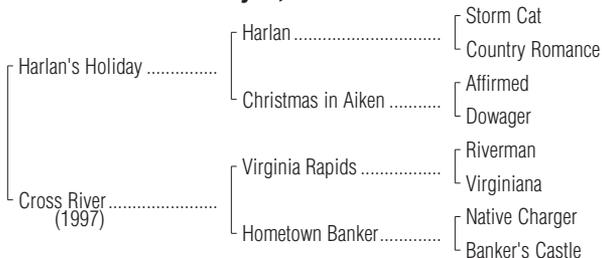 Storm Cat
Harlan..............................
Country Romance
Harlan's Holiday ...............
Affirmed
Christmas in Aiken ...........
Dowager
Riverman
Virginia Rapids .................
Virginiana
Cross River.......................
(1997)
Native Charger
Hometown Banker.............
Banker's Castle